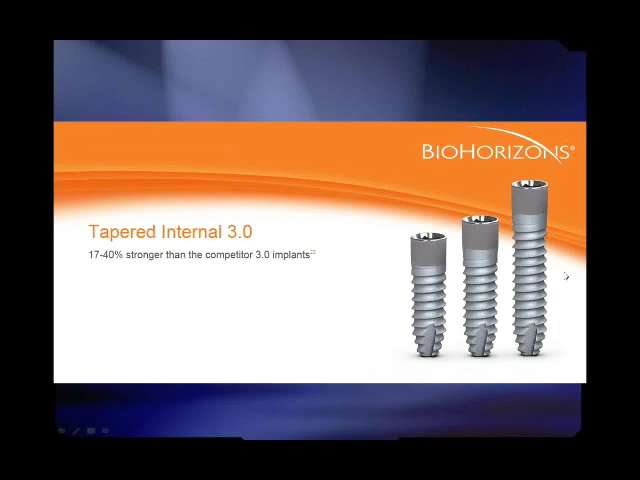 BIOHORIZONS®
Tapered Internal 3.0
17-40% stronger than the competitor 3.0 implants